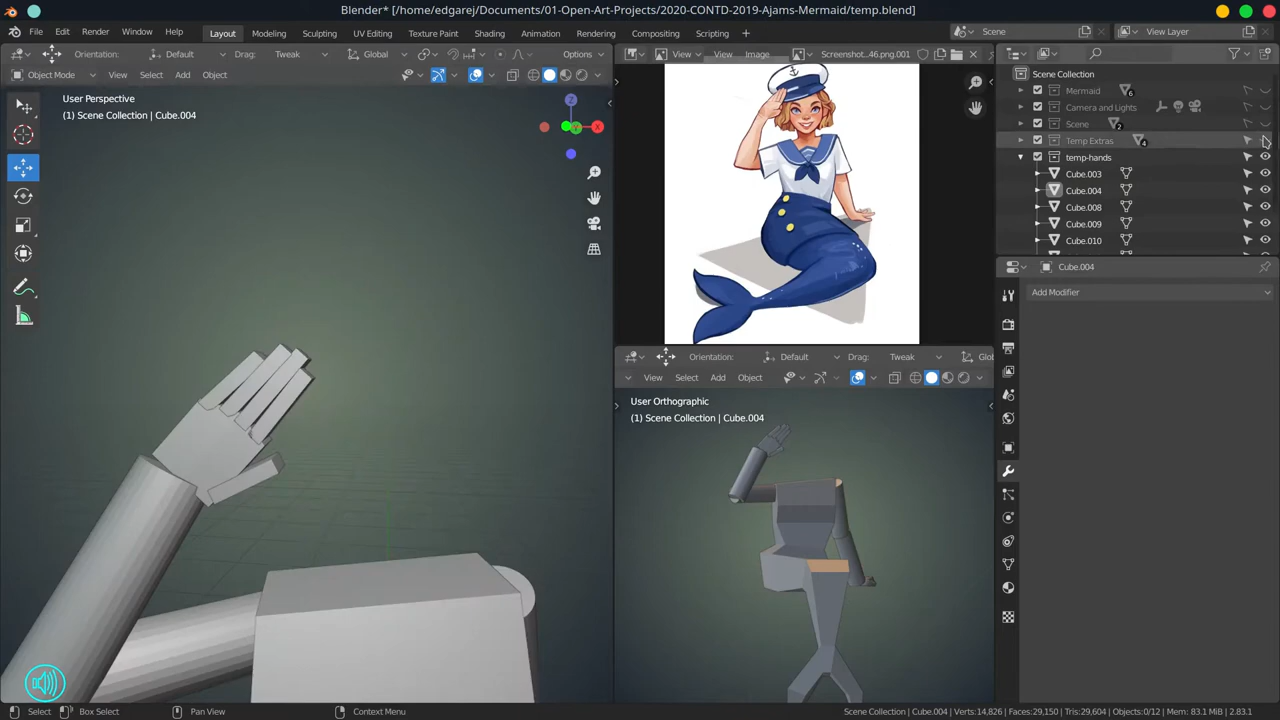 Blender* [/home/edgarej/Documents/01-Open-Art-Projects/2020-CONTD-2019-Ajams-Mermaid/temp.blend]
File Edit Render Window Help Layout Modeling Sculpting UV Editing Texture Paint Shading Animation Rendering Compositing Scripting Scene View Layer
Orientation: Default Drag: Tweak Global Options
View Image Screenshot...46.png.001
Object Mode View Select Add Object
User Perspective
(1) Scene Collection | Cube.004
Z
X
Orientation: Default Drag: Tweak Glob
View Select Add Object
User Orthographic
(1) Scene Collection | Cube.004
Scene Collection
Mermaid 6
Camera and Lights
Scene 2
Temp Extras 4
temp-hands
Cube.003
Cube.004
Cube.008
Cube.009
Cube.010
Cube.004
Add Modifier
Select Box Select Pan View Context Menu Scene Collection | Cube.004 | Verts:14,826 | Faces:29,150 | Tris:29,604 | Objects:0/12 | Mem: 83.1 MiB | 2.83.1